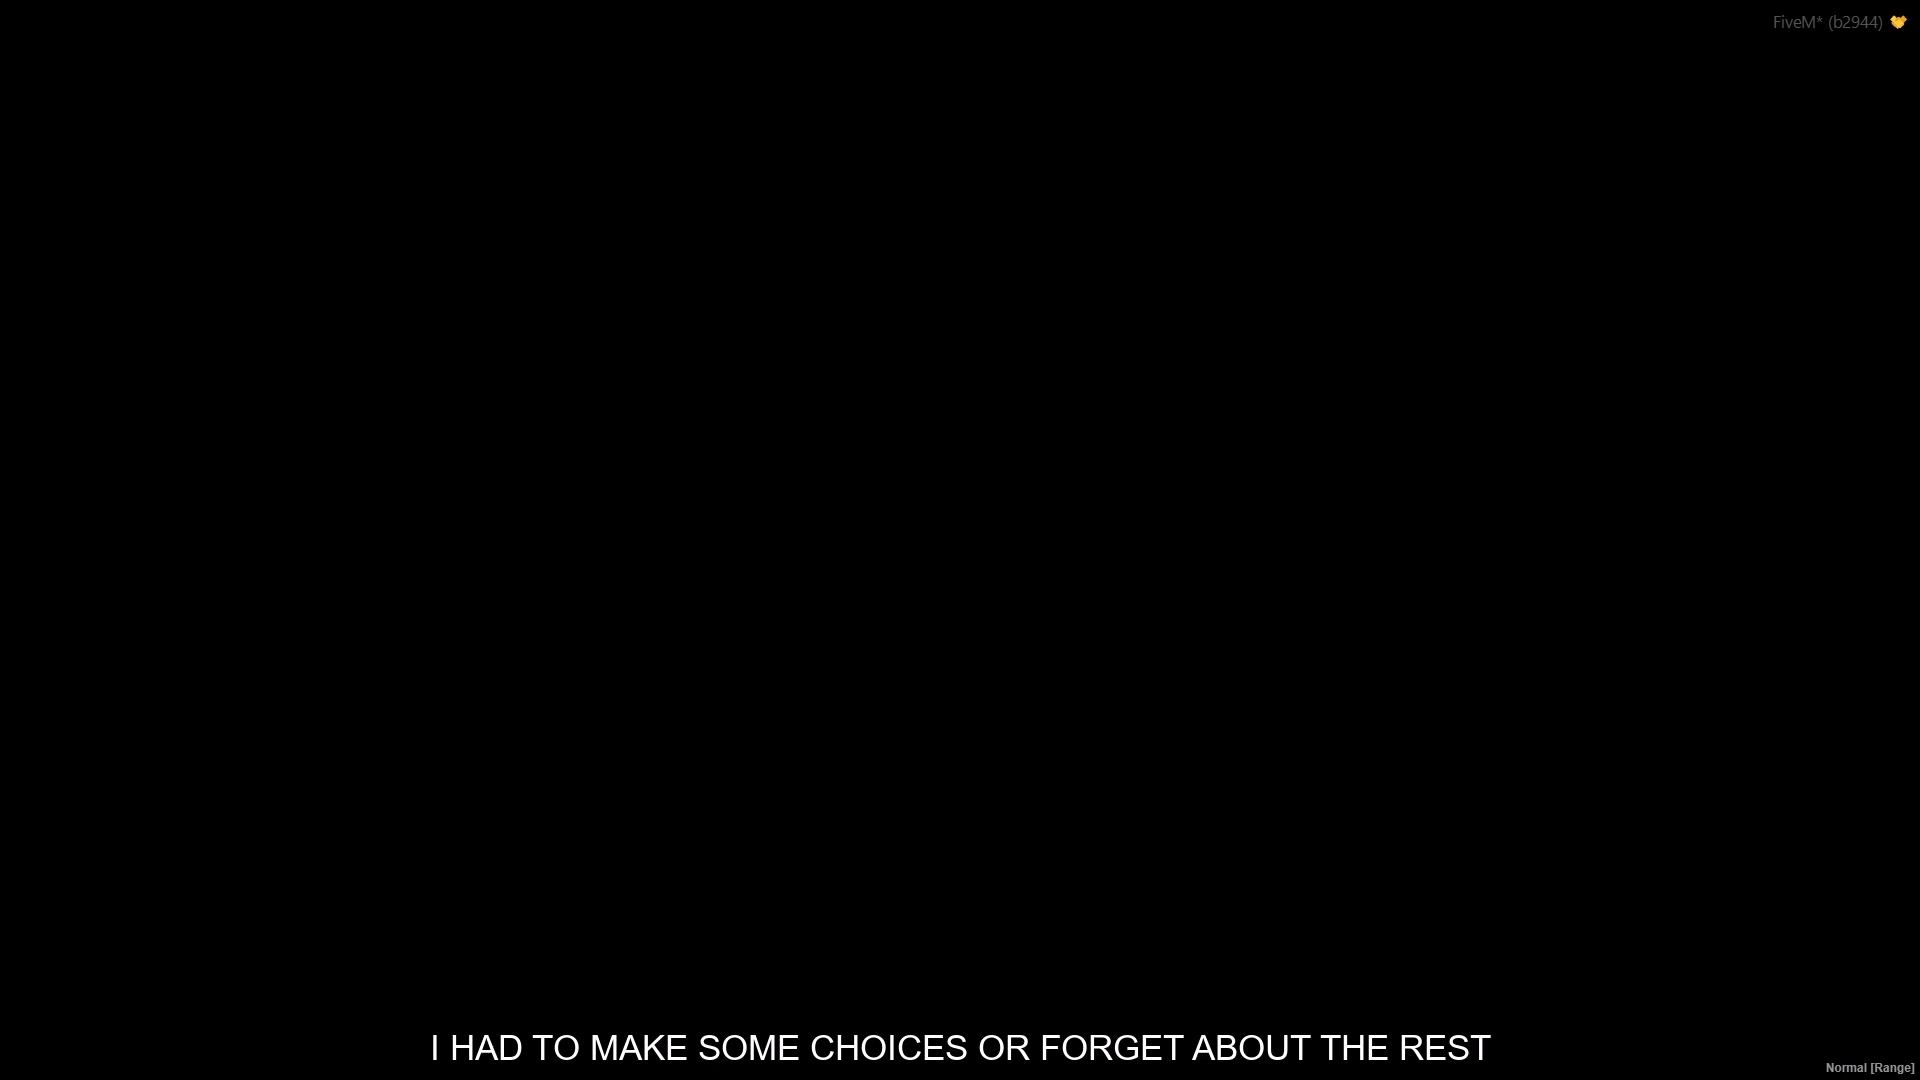 FiveM* (b2944)
I HAD TO MAKE SOME CHOICES OR FORGET ABOUT THE REST
Normal [Range]